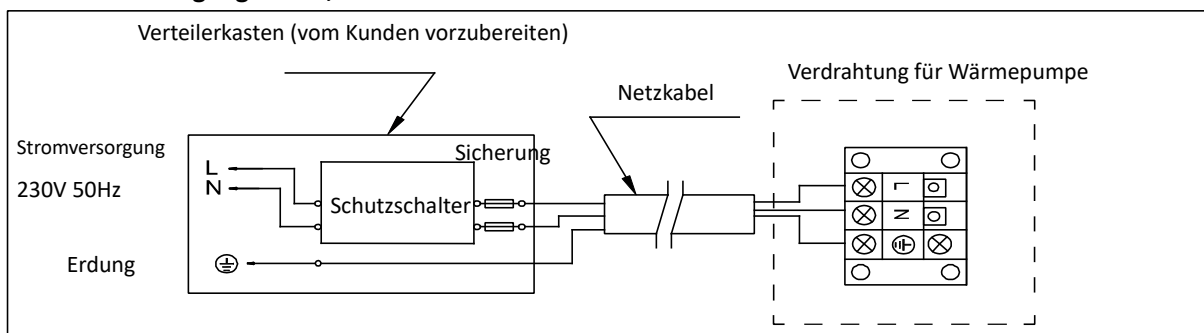 Verteilerkasten (vom Kunden vorzubereiten)
Verdrahtung für Wärmepumpe
Netzkabel
Stromversorgung
Sicherung
L
N
230V 50Hz
Schutzschalter
Erdung
L
N